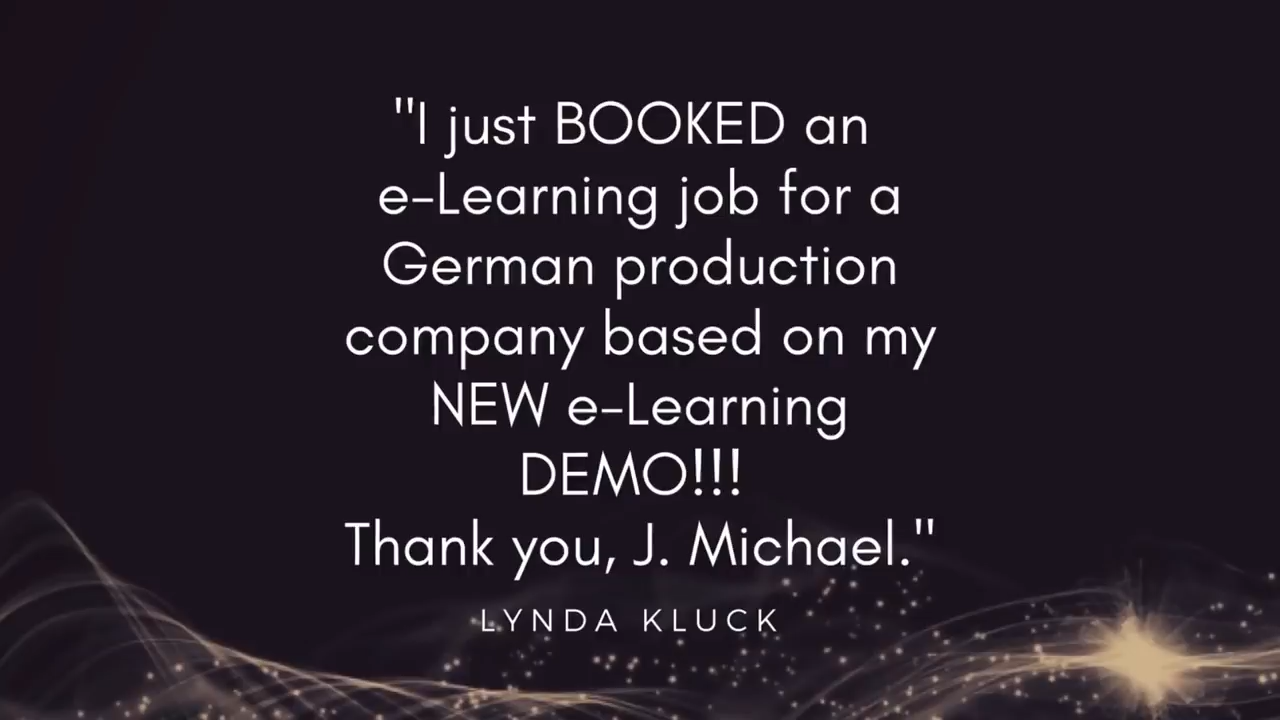 "I just BOOKED an
e-Learning job for a
German production
company based on my
NEW e-Learning
DEMO!!!
Thank you, J. Michael."
LYNDA KLUCK